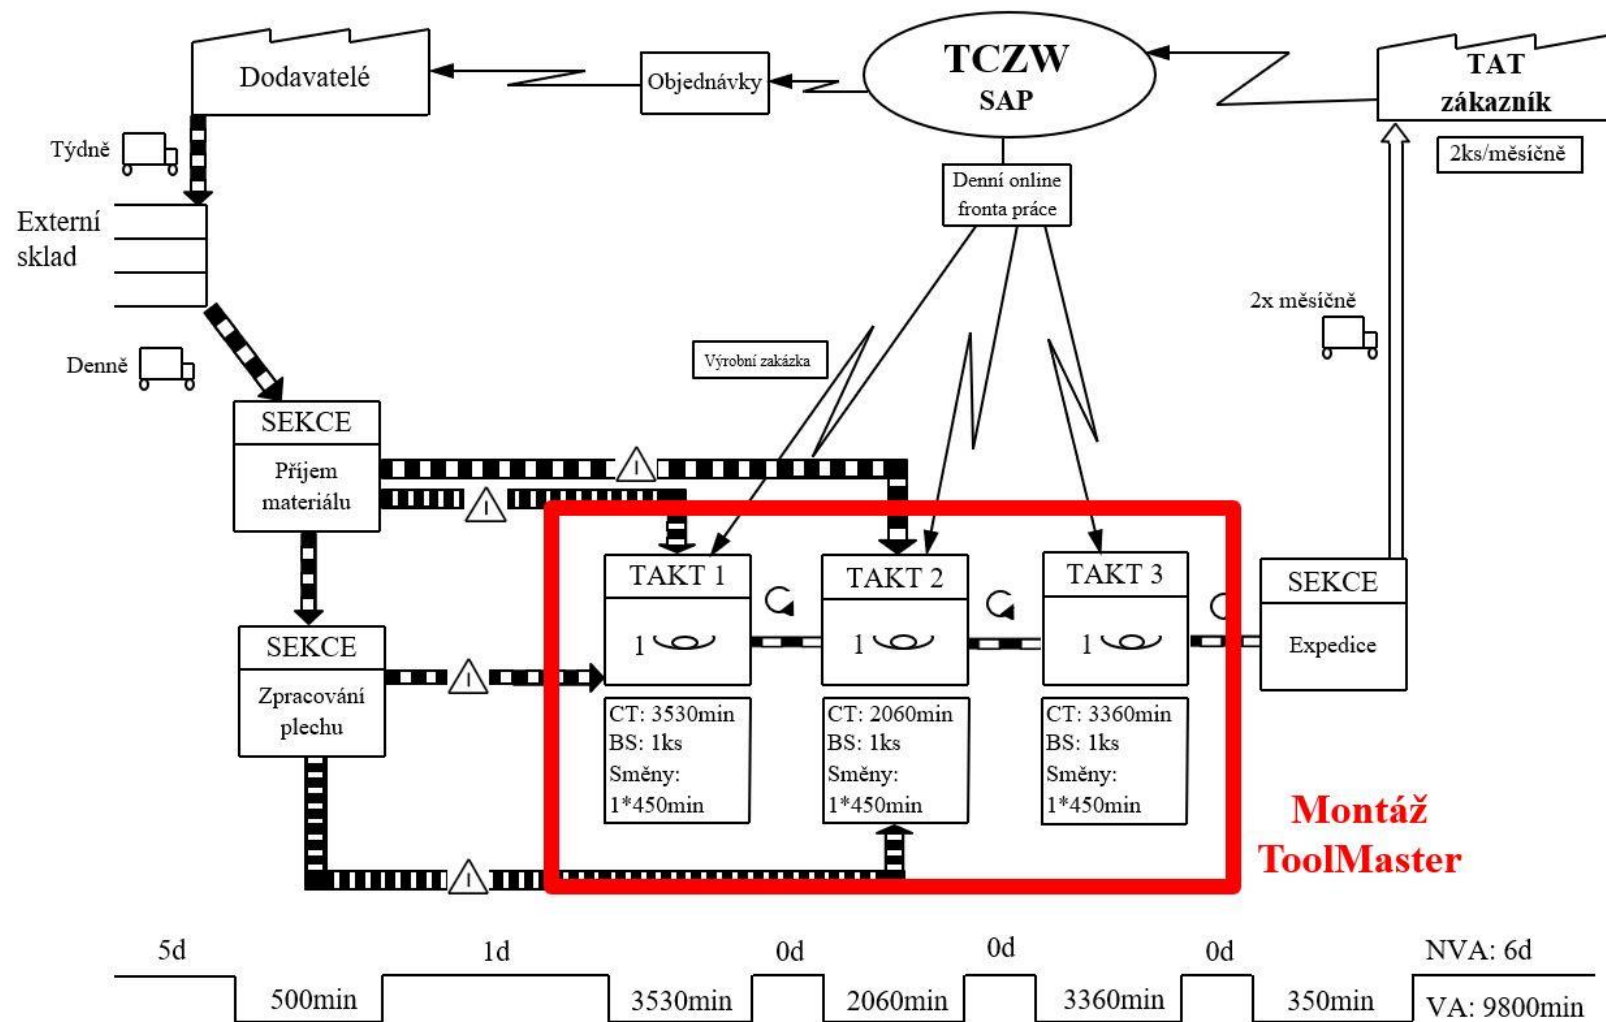 Dodavatelé
Objednávky
TCZW
SAP
TAT
zákazník
2ks/měsíčně
Týdně
Denní online
fronta práce
Externí
sklad
2x měsíčně
Denně
Výrobní zakázka
SEKCE
Příjem
materiálu
TAKT 1
1
TAKT 2
1
TAKT 3
1
SEKCE
Expedice
SEKCE
Zpracování
plechu
CT: 3530min
BS: 1ks
Směny:
1*450min
CT: 2060min
BS: 1ks
Směny:
1*450min
CT: 3360min
BS: 1ks
Směny:
1*450min
Montáž
ToolMaster
5d
1d
0d
0d
0d
NVA: 6d
500min
3530min
2060min
3360min
350min
VA: 9800min